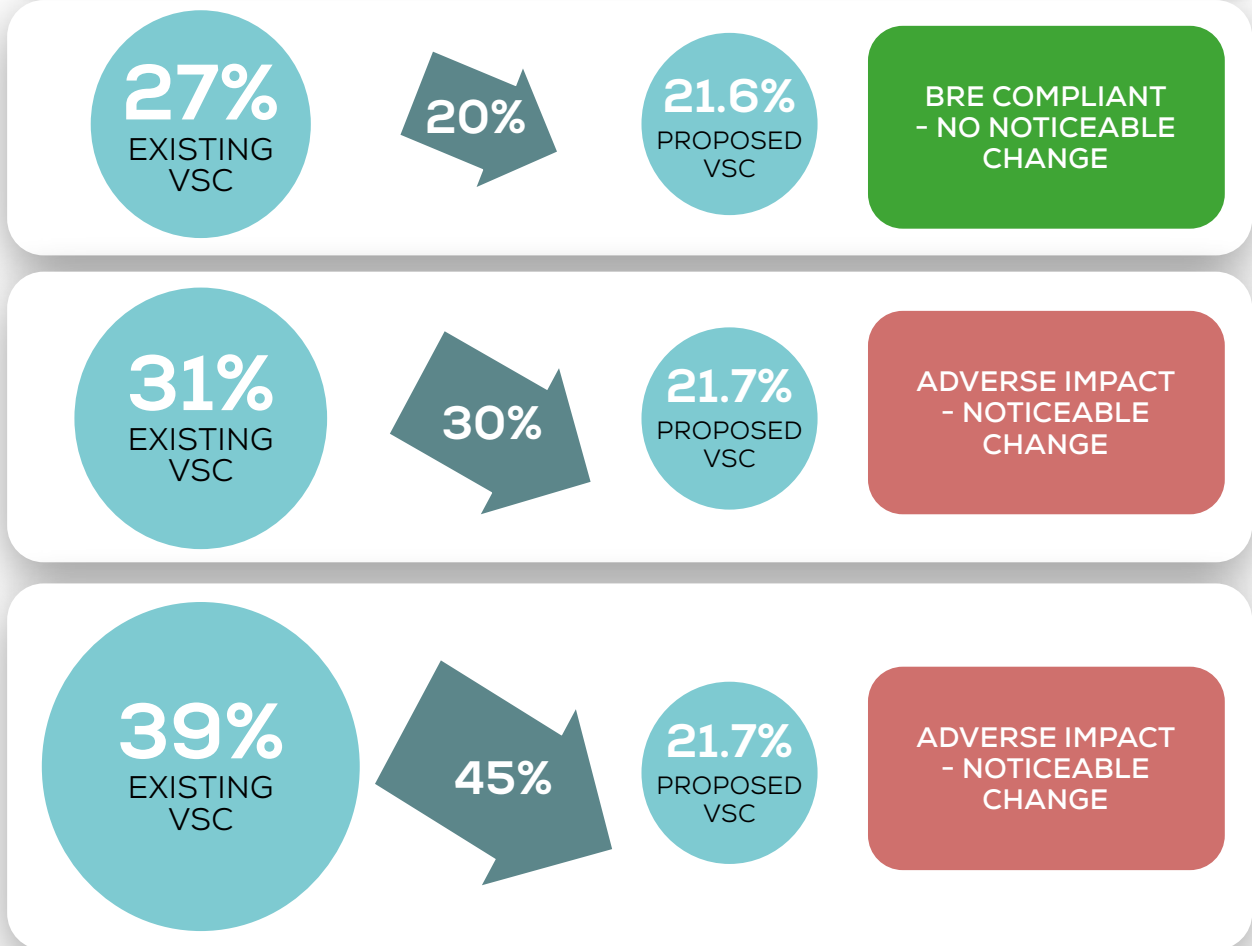 27%
EXISTING
VSC
20%
21.6%
PROPOSED
VSC
BRE COMPLIANT
- NO NOTICEABLE
CHANGE
31%
EXISTING
VSC
30%
21.7%
PROPOSED
VSC
ADVERSE IMPACT
- NOTICEABLE
CHANGE
39%
EXISTING
VSC
45%
21.7%
PROPOSED
VSC
ADVERSE IMPACT
- NOTICEABLE
CHANGE